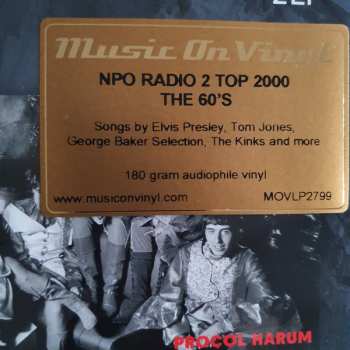 2LP
Music On Vinyl
NPO RADIO 2 TOP 2000
THE 60'S
Songs by Elvis Presley, Tom Jones,
George Baker Selection, The Kinks and more
180 gram audiophile vinyl
www.musiconvinyl.com MOVLP2799
PROCOL HARUM